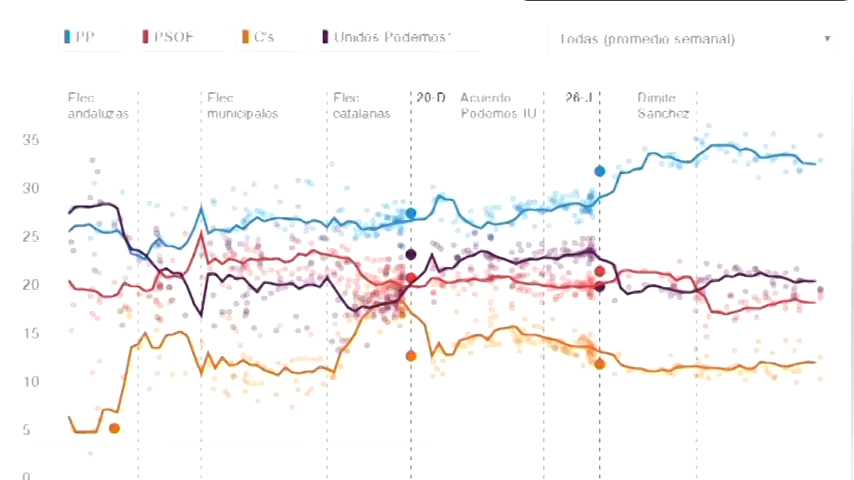 PP PSOE C's Unidos Podemos* Todas (promedio semanal)
Elec. andaluzas
Elec. municipales
Elec. catalanas
20-D
Acuerdo Podemos-IU
26-J
Dimite Sánchez
35
30
25
20
15
10
5
0